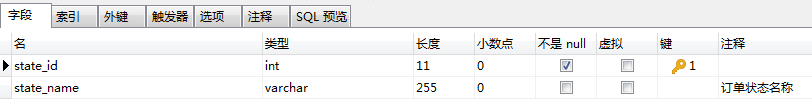 字段 索引 外键 触发器 选项 注释 SQL 预览
名 类型 长度 小数点 不是 null 虚拟 键 注释
state_id int 11 0 1
state_name varchar 255 0 订单状态名称